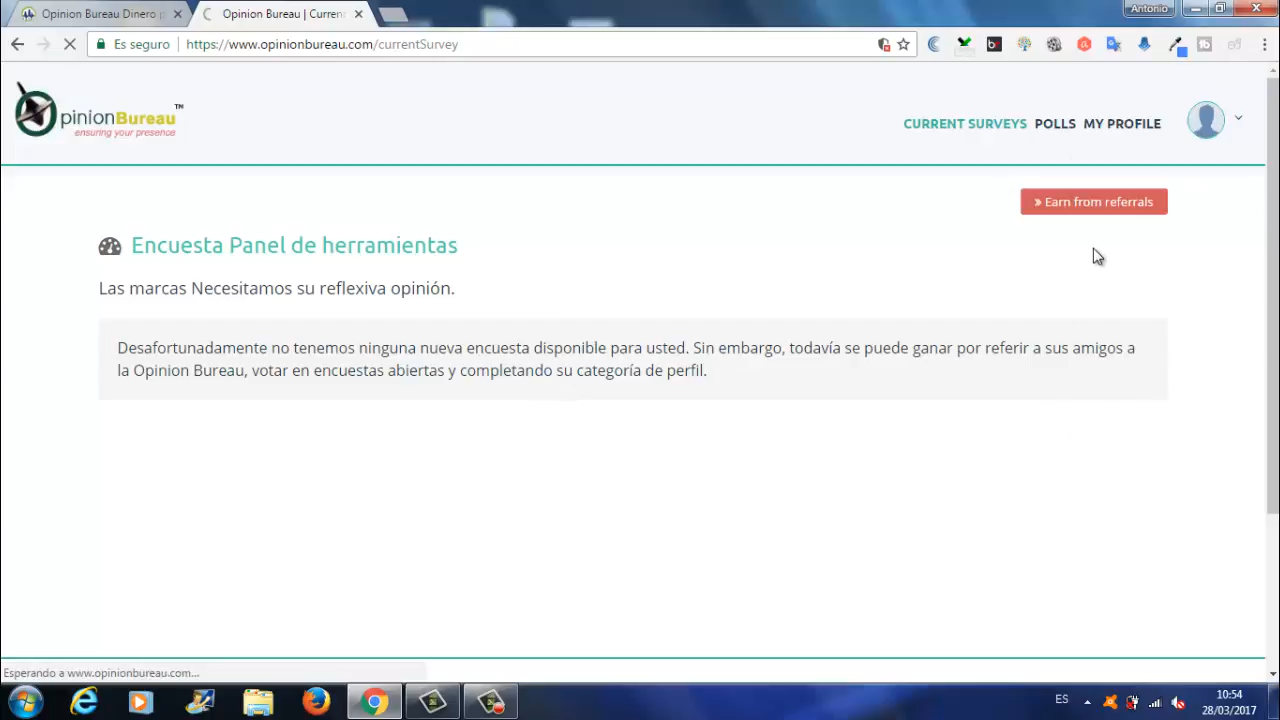 Opinion Bureau Dinero p
Opinion Bureau | Curren
Antonio
Es seguro
https://www.opinionbureau.com/currentSurvey
pinionBureau™
ensuring your presence
CURRENT SURVEYS POLLS MY PROFILE
» Earn from referrals
Encuesta Panel de herramientas
Las marcas Necesitamos su reflexiva opinión.
Desafortunadamente no tenemos ninguna nueva encuesta disponible para usted. Sin embargo, todavía se puede ganar por referir a sus amigos a
la Opinion Bureau, votar en encuestas abiertas y completando su categoría de perfil.
Esperando a www.opinionbureau.com...
ES
10:54
28/03/2017